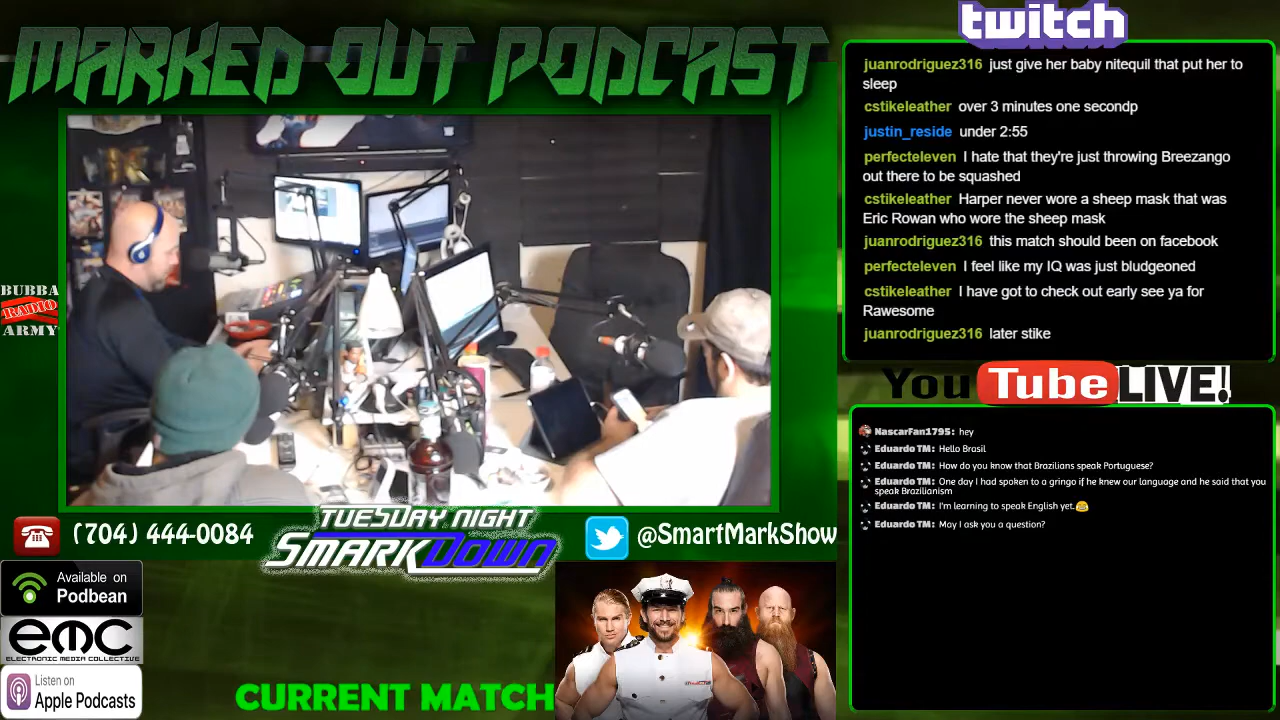 MARKED OUT PODCAST
twitch
juanrodriguez316 just give her baby nitequil that put her to
sleep
cstikeleather over 3 minutes one secondp
justin_reside under 2:55
perfecteleven I hate that they're just throwing Breezango
out there to be squashed
cstikeleather Harper never wore a sheep mask that was
Eric Rowan who wore the sheep mask
juanrodriguez316 this match should been on facebook
perfecteleven I feel like my IQ was just bludgeoned
cstikeleather I have got to check out early see ya for
Rawesome
juanrodriguez316 later stike
BUBBA
RADIO
ARMY
You Tube LIVE!
NascarFan1795: hey
Eduardo TM: Hello Brasil
Eduardo TM: How do you know that Brazilians speak Portuguese?
Eduardo TM: One day I had spoken to a gringo if he knew our language and he said that you
speak Brazilianism
Eduardo TM: I'm learning to speak English yet.😂
Eduardo TM: May I ask you a question?
(704) 444-0084
TUESDAY NIGHT
SMARKDOWN
@SmartMarkShow
Available on
Podbean
emc
ELECTRONIC MEDIA COLLECTIVE
Listen on
Apple Podcasts
CURRENT MATCH